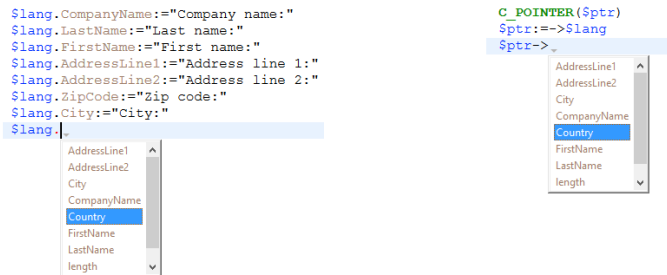 $lang.CompanyName:="Company name:"
$lang.LastName:="Last name:"
$lang.FirstName:="First name:"
$lang.AddressLine1:="Address line 1:"
$lang.AddressLine2:="Address line 2:"
$lang.ZipCode:="Zip code:"
$lang.City:="City:"
$lang.
AddressLine1
AddressLine2
City
CompanyName
Country
FirstName
LastName
length
C_POINTER($ptr)
$ptr:=->$lang
$ptr->
AddressLine1
AddressLine2
City
CompanyName
Country
FirstName
LastName
length